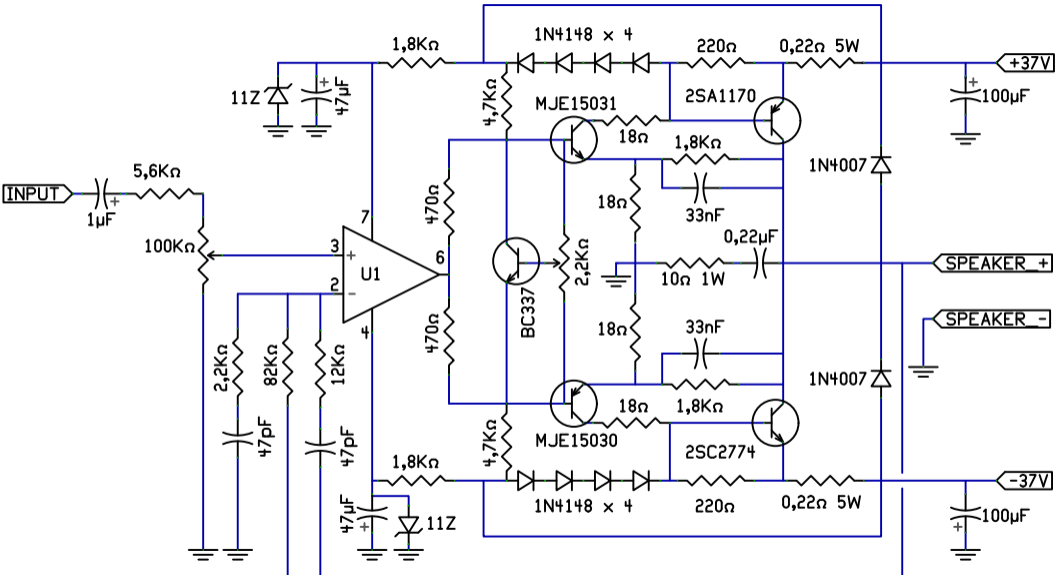 1N4148 × 4
1,8KΩ
220Ω
0,22Ω 5W
+37V
11Z
+
47µF
4,7KΩ
MJE15031
2SA1170
+
100µF
18Ω
1,8KΩ
1N4007
INPUT
5,6KΩ
+
1µF
470Ω
18Ω
33nF
100KΩ
7
0,22µF
3
+
U1
6
BC337
2,2KΩ
10Ω 1W
SPEAKER_+
2
-
SPEAKER_-
4
470Ω
18Ω
33nF
2,2KΩ
82KΩ
12KΩ
1N4007
18Ω
1,8KΩ
47pF
47pF
MJE15030
2SC2774
1,8KΩ
4,7KΩ
-37V
1N4148 × 4
220Ω
0,22Ω 5W
47µF
+
11Z
+
100µF